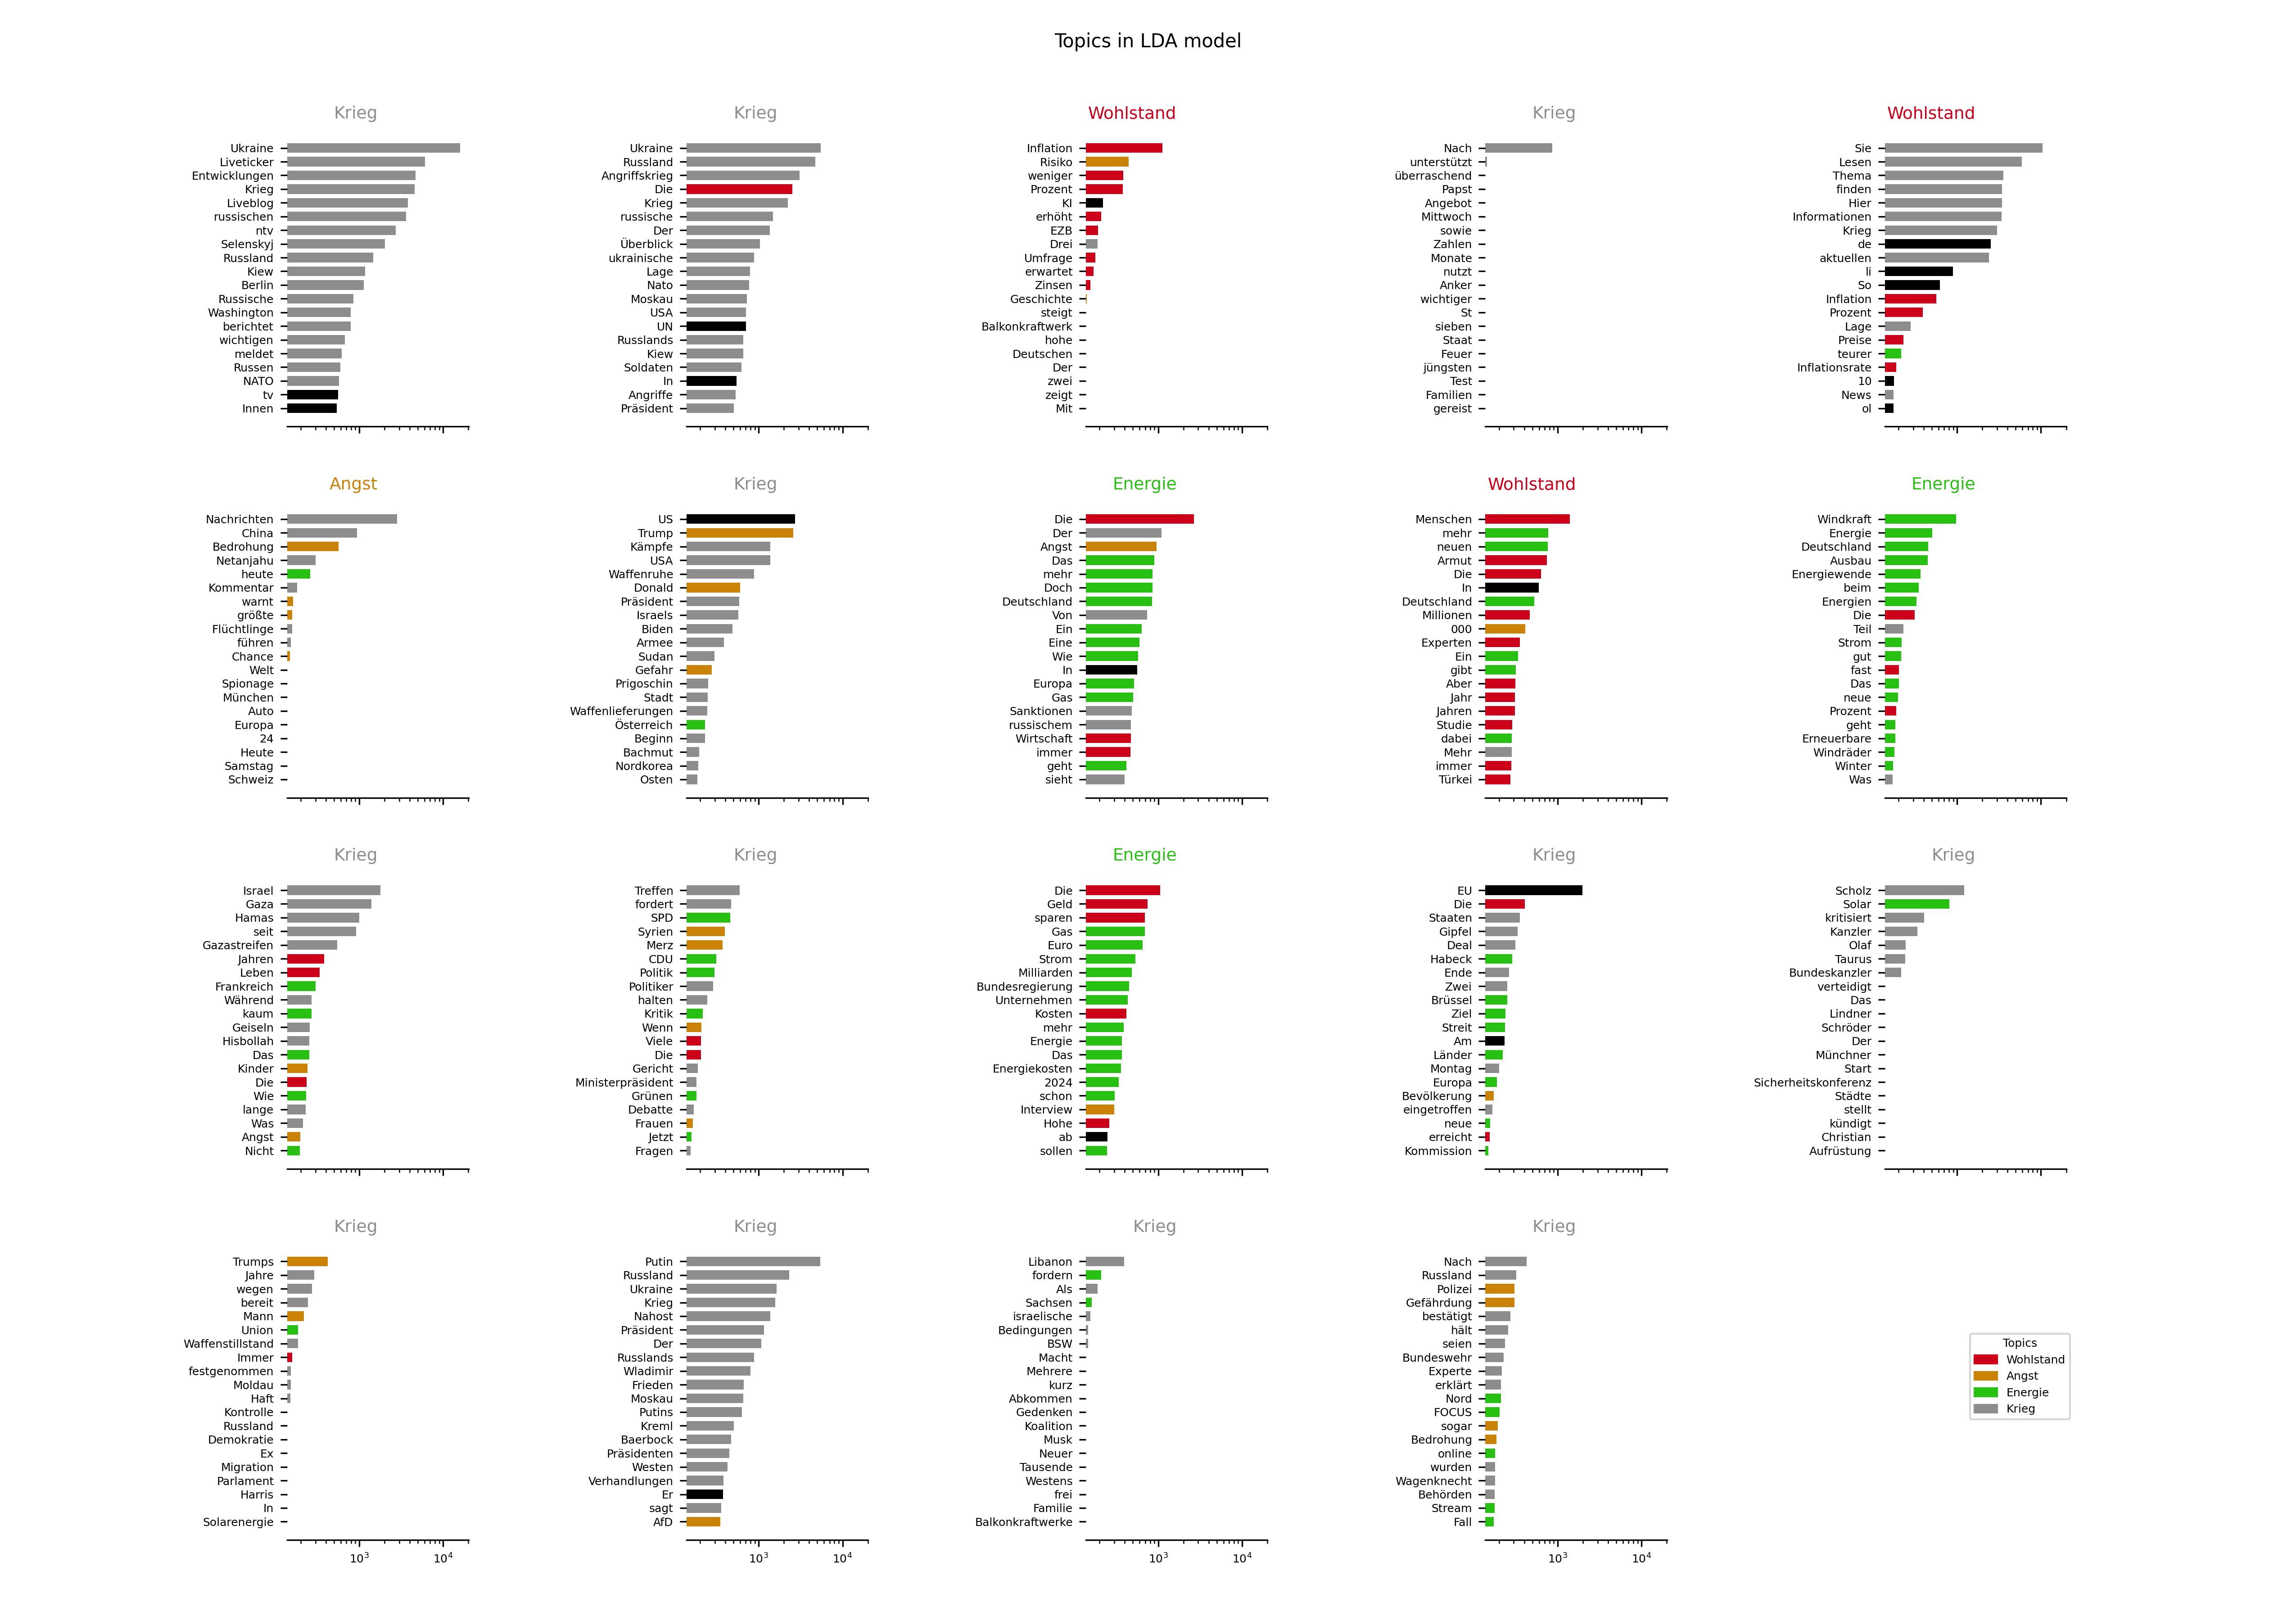 Topics in LDA model
Krieg
Ukraine
Liveticker
Entwicklungen
Krieg
Liveblog
russischen
ntv
Selenskyj
Russland
Kiew
Berlin
Russische
Washington
berichtet
wichtigen
meldet
Russen
NATO
tv
Innen
Krieg
Ukraine
Russland
Angriffskrieg
Die
Krieg
russische
Der
Überblick
ukrainische
Lage
Nato
Moskau
USA
UN
Russlands
Kiew
Soldaten
In
Angriffe
Präsident
Wohlstand
Inflation
Risiko
weniger
Prozent
KI
erhöht
EZB
Drei
Umfrage
erwartet
Zinsen
Geschichte
steigt
Balkonkraftwerk
hohe
Deutschen
Der
zwei
zeigt
Mit
Krieg
Nach
unterstützt
überraschend
Papst
Angebot
Mittwoch
sowie
Zahlen
Monate
nutzt
Anker
wichtiger
St
sieben
Staat
Feuer
jüngsten
Test
Familien
gereist
Wohlstand
Sie
Lesen
Thema
finden
Hier
Informationen
Krieg
de
aktuellen
li
So
Inflation
Prozent
Lage
Preise
teurer
Inflationsrate
10
News
ol
Angst
Nachrichten
China
Bedrohung
Netanjahu
heute
Kommentar
warnt
größte
Flüchtlinge
führen
Chance
Welt
Spionage
München
Auto
Europa
24
Heute
Samstag
Schweiz
Krieg
US
Trump
Kämpfe
USA
Waffenruhe
Donald
Präsident
Israels
Biden
Armee
Sudan
Gefahr
Prigoschin
Stadt
Waffenlieferungen
Österreich
Beginn
Bachmut
Nordkorea
Osten
Energie
Die
Der
Angst
Das
mehr
Doch
Deutschland
Von
Ein
Eine
Wie
In
Europa
Gas
Sanktionen
russischem
Wirtschaft
immer
geht
sieht
Wohlstand
Menschen
mehr
neuen
Armut
Die
In
Deutschland
Millionen
000
Experten
Ein
gibt
Aber
Jahr
Jahren
Studie
dabei
Mehr
immer
Türkei
Energie
Windkraft
Energie
Deutschland
Ausbau
Energiewende
beim
Energien
Die
Teil
Strom
gut
fast
Das
neue
Prozent
geht
Erneuerbare
Windräder
Winter
Was
Krieg
Israel
Gaza
Hamas
seit
Gazastreifen
Jahren
Leben
Frankreich
Während
kaum
Geiseln
Hisbollah
Das
Kinder
Die
Wie
lange
Was
Angst
Nicht
Krieg
Treffen
fordert
SPD
Syrien
Merz
CDU
Politik
Politiker
halten
Kritik
Wenn
Viele
Die
Gericht
Ministerpräsident
Grünen
Debatte
Frauen
Jetzt
Fragen
Energie
Die
Geld
sparen
Gas
Euro
Strom
Milliarden
Bundesregierung
Unternehmen
Kosten
mehr
Energie
Das
Energiekosten
2024
schon
Interview
Hohe
ab
sollen
Krieg
EU
Die
Staaten
Gipfel
Deal
Habeck
Ende
Zwei
Brüssel
Ziel
Streit
Am
Länder
Montag
Europa
Bevölkerung
eingetroffen
neue
erreicht
Kommission
Krieg
Scholz
Solar
kritisiert
Kanzler
Olaf
Taurus
Bundeskanzler
verteidigt
Das
Lindner
Schröder
Der
Münchner
Start
Sicherheitskonferenz
Städte
stellt
kündigt
Christian
Aufrüstung
Krieg
Trumps
Jahre
wegen
bereit
Mann
Union
Waffenstillstand
Immer
festgenommen
Moldau
Haft
Kontrolle
Russland
Demokratie
Ex
Migration
Parlament
Harris
In
Solarenergie
10³ 10⁴
Krieg
Putin
Russland
Ukraine
Krieg
Nahost
Präsident
Der
Russlands
Wladimir
Frieden
Moskau
Putins
Kreml
Baerbock
Präsidenten
Westen
Verhandlungen
Er
sagt
AfD
10³ 10⁴
Krieg
Libanon
fordern
Als
Sachsen
israelische
Bedingungen
BSW
Macht
Mehrere
kurz
Abkommen
Gedenken
Koalition
Musk
Neuer
Tausende
Westens
frei
Familie
Balkonkraftwerke
10³ 10⁴
Krieg
Nach
Russland
Polizei
Gefährdung
bestätigt
hält
seien
Bundeswehr
Experte
erklärt
Nord
FOCUS
sogar
Bedrohung
online
wurden
Wagenknecht
Behörden
Stream
Fall
10³ 10⁴
Topics
Wohlstand
Angst
Energie
Krieg